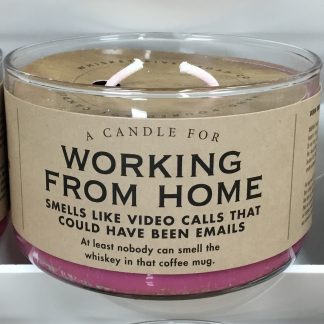 A CANDLE FOR
WORKING
FROM HOME
SMELLS LIKE VIDEO CALLS THAT
COULD HAVE BEEN EMAILS
At least nobody can smell the
whiskey in that coffee mug.